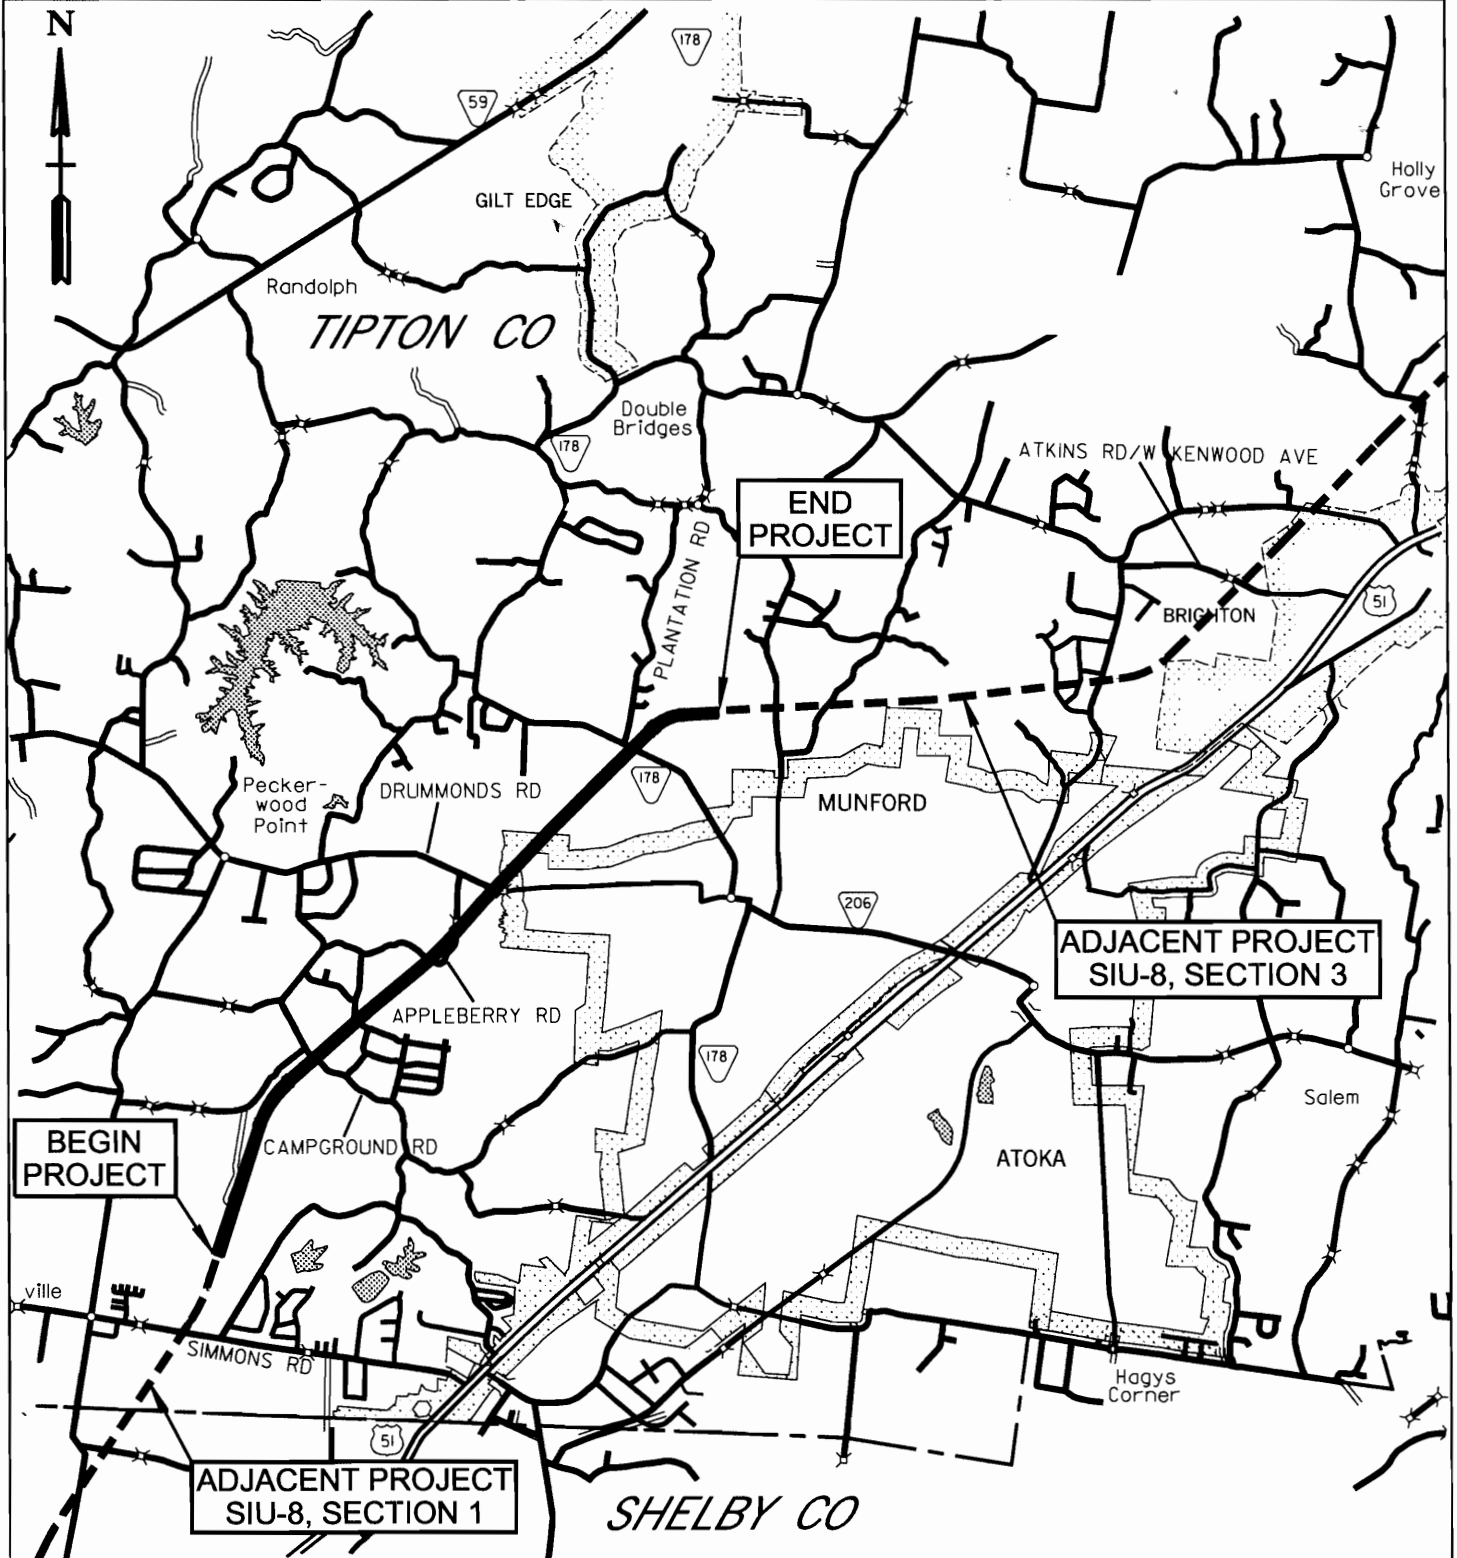 N
178
59
Holly
Grove
GILT EDGE
Randolph
TIPTON CO
Double
Bridges
178
ATKINS RD/W KENWOOD AVE
END
PROJECT
PLANTATION RD
51
BRIGHTON
178
Pecker-
wood
Point
DRUMMONDS RD
MUNFORD
206
ADJACENT PROJECT
SIU-8, SECTION 3
APPLEBERRY RD
178
Salem
BEGIN
PROJECT
CAMPGROUND RD
ATOKA
ville
SIMMONS RD
Hagys
Corner
51
ADJACENT PROJECT
SIU-8, SECTION 1
SHELBY CO